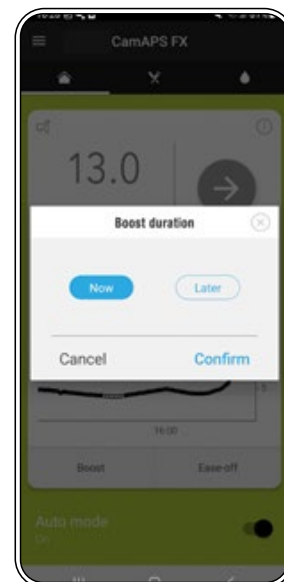 CamAPS FX
13.0
Boost duration
Now Later
Cancel Confirm
16:00
Boost Ease-off
Auto mode
On